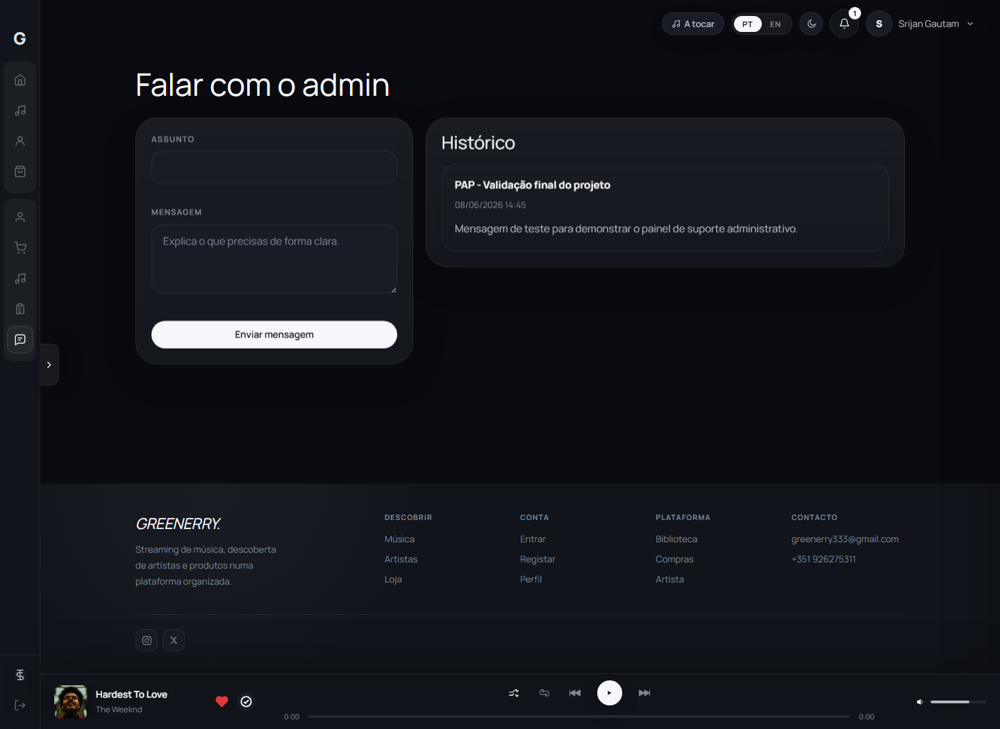 G
A tocar
PT
EN
1
S
Srijan Gautam
Falar com o admin
ASSUNTO
MENSAGEM
Explica o que precisas de forma clara.
Enviar mensagem
Histórico
PAP - Validação final do projeto
08/06/2026 14:45
Mensagem de teste para demonstrar o painel de suporte administrativo.
GREENERRY.
Streaming de música, descoberta
de artistas e produtos numa
plataforma organizada.
DESCOBRIR
Música
Artistas
Loja
CONTA
Entrar
Registar
Perfil
PLATAFORMA
Biblioteca
Compras
Artista
CONTACTO
greenerry333@gmail.com
+351 926275311
Hardest To Love
The Weeknd
0:00
0:00